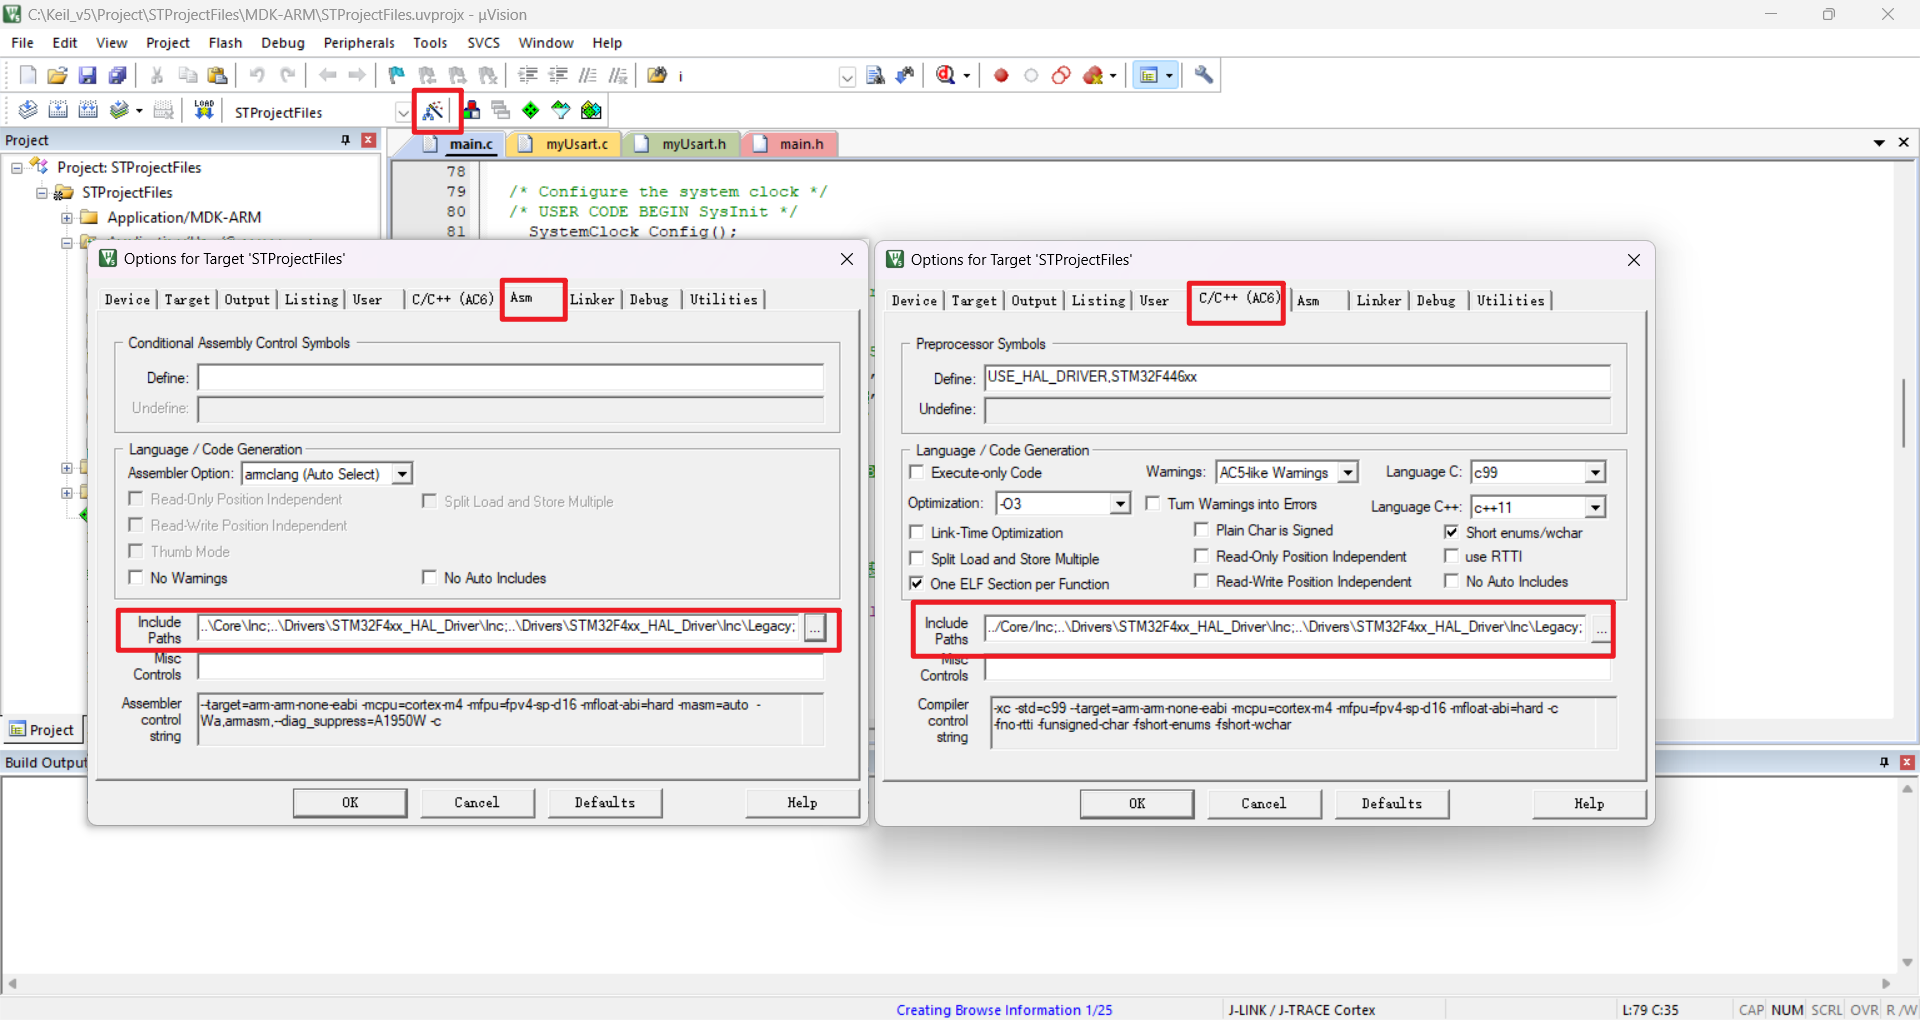 C:\Keil_v5\Project\STProjectFiles\MDK-ARM\STProjectFiles.uvprojx - µVision
File Edit View Project Flash Debug Peripherals Tools SVCS Window Help
i
LOAD STProjectFiles
Project
main.c myUsart.c myUsart.h main.h
Project: STProjectFiles
STProjectFiles
Application/MDK-ARM
78
79 /* Configure the system clock */
80 /* USER CODE BEGIN SysInit */
81 SystemClock_Config();
Options for Target 'STProjectFiles'
Device Target Output Listing User C/C++ (AC6) Asm Linker Debug Utilities
Conditional Assembly Control Symbols
Define:
Undefine:
Language / Code Generation
Assembler Option: armclang (Auto Select)
Read-Only Position Independent Split Load and Store Multiple
Read-Write Position Independent
Thumb Mode
No Warnings No Auto Includes
Include Paths ..\Core\Inc;..\Drivers\STM32F4xx_HAL_Driver\Inc;..\Drivers\STM32F4xx_HAL_Driver\Inc\Legacy; ...
Misc Controls
Assembler control string --target=arm-arm-none-eabi -mcpu=cortex-m4 -mfpu=fpv4-sp-d16 -mfloat-abi=hard -masm=auto -
Wa,armasm,--diag_suppress=A1950W -c
OK Cancel Defaults Help
Options for Target 'STProjectFiles'
Device Target Output Listing User C/C++ (AC6) Asm Linker Debug Utilities
Preprocessor Symbols
Define: USE_HAL_DRIVER,STM32F446xx
Undefine:
Language / Code Generation
Execute-only Code Warnings: AC5-like Warnings Language C: c99
Optimization: -O3 Turn Warnings into Errors Language C++: c++11
Link-Time Optimization Plain Char is Signed Short enums/wchar
Split Load and Store Multiple Read-Only Position Independent use RTTI
One ELF Section per Function Read-Write Position Independent No Auto Includes
Include Paths ../Core/Inc;..\Drivers\STM32F4xx_HAL_Driver\Inc;..\Drivers\STM32F4xx_HAL_Driver\Inc\Legacy; ...
Misc Controls
Compiler control string -xc -std=c99 --target=arm-arm-none-eabi -mcpu=cortex-m4 -mfpu=fpv4-sp-d16 -mfloat-abi=hard -c
-fno-rtti -funsigned-char -fshort-enums -fshort-wchar
OK Cancel Defaults Help
Project
Build Output
Creating Browse Information 1/25 J-LINK / J-TRACE Cortex L:79 C:35 CAP NUM SCRL OVR R/W